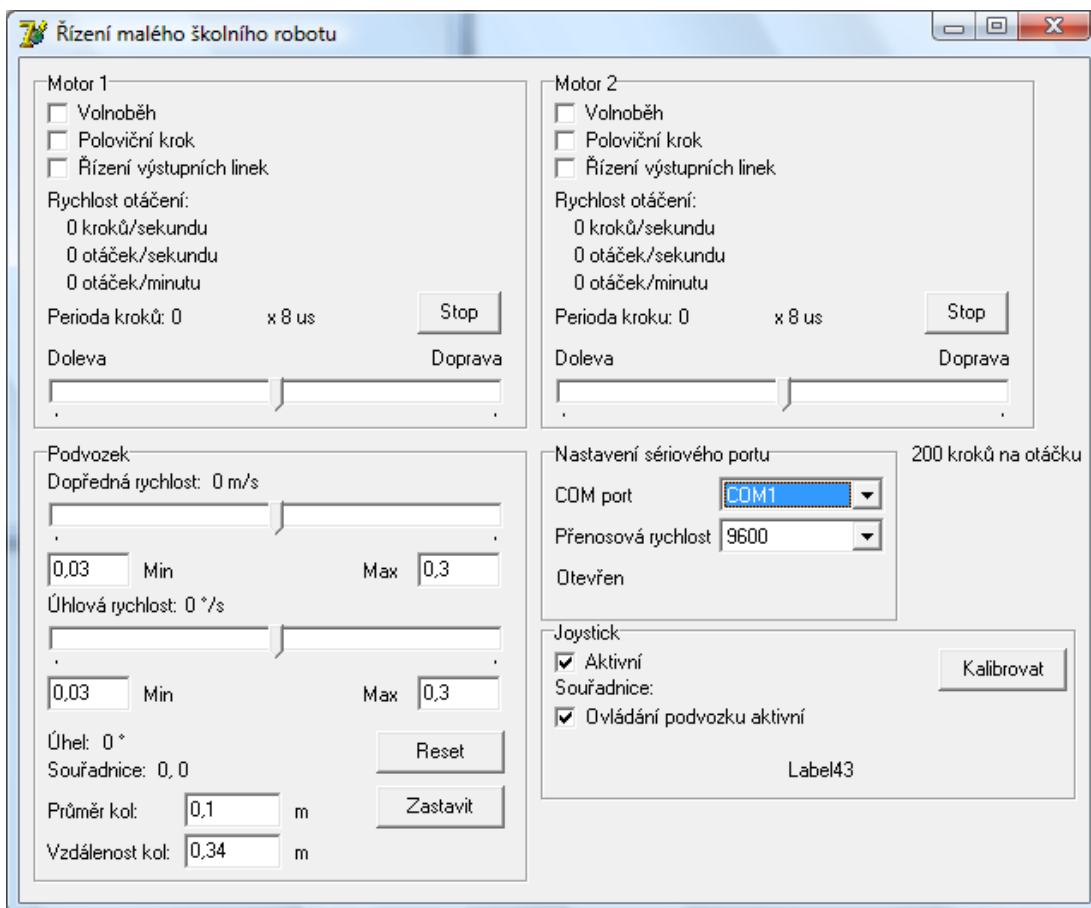 Řízení malého školního robotu
Motor 1
Volnoběh
Poloviční krok
Řízení výstupních linek
Rychlost otáčení:
0 kroků/sekundu
0 otáček/sekundu
0 otáček/minutu
Perioda kroků: 0 x 8 us Stop
Doleva Doprava
Motor 2
Volnoběh
Poloviční krok
Řízení výstupních linek
Rychlost otáčení:
0 kroků/sekundu
0 otáček/sekundu
0 otáček/minutu
Perioda kroku: 0 x 8 us Stop
Doleva Doprava
Podvozek
Dopředná rychlost: 0 m/s
0,03 Min Max 0,3
Úhlová rychlost: 0 °/s
0,03 Min Max 0,3
Úhel: 0 °
Souřadnice: 0, 0
Reset
Průměr kol: 0,1 m
Zastavit
Vzdálenost kol: 0,34 m
Nastavení sériového portu
COM port COM1
Přenosová rychlost 9600
Otevřen
200 kroků na otáčku
Joystick
Aktivní
Souřadnice:
Kalibrovat
Ovládání podvozku aktivní
Label43